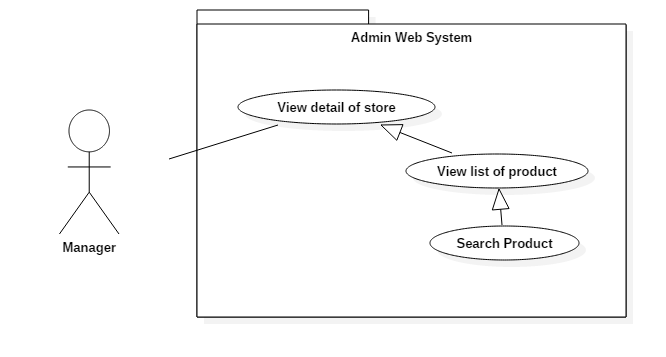 Admin Web System
View detail of store
View list of product
Search Product
Manager